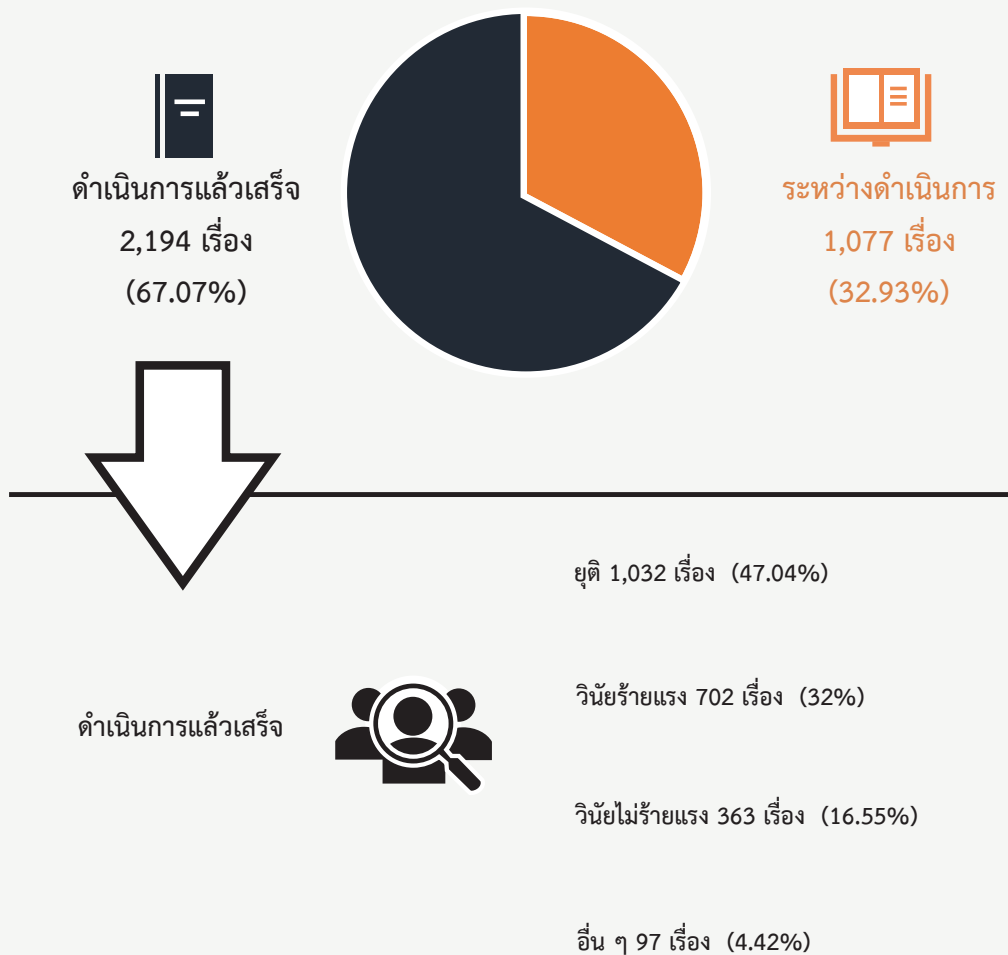 ดำเนินการแล้วเสร็จ
2,194 เรื่อง
(67.07%)
ระหว่างดำเนินการ
1,077 เรื่อง
(32.93%)
ดำเนินการแล้วเสร็จ
ยุติ 1,032 เรื่อง (47.04%)
วินัยร้ายแรง 702 เรื่อง (32%)
วินัยไม่ร้ายแรง 363 เรื่อง (16.55%)
อื่น ๆ 97 เรื่อง (4.42%)